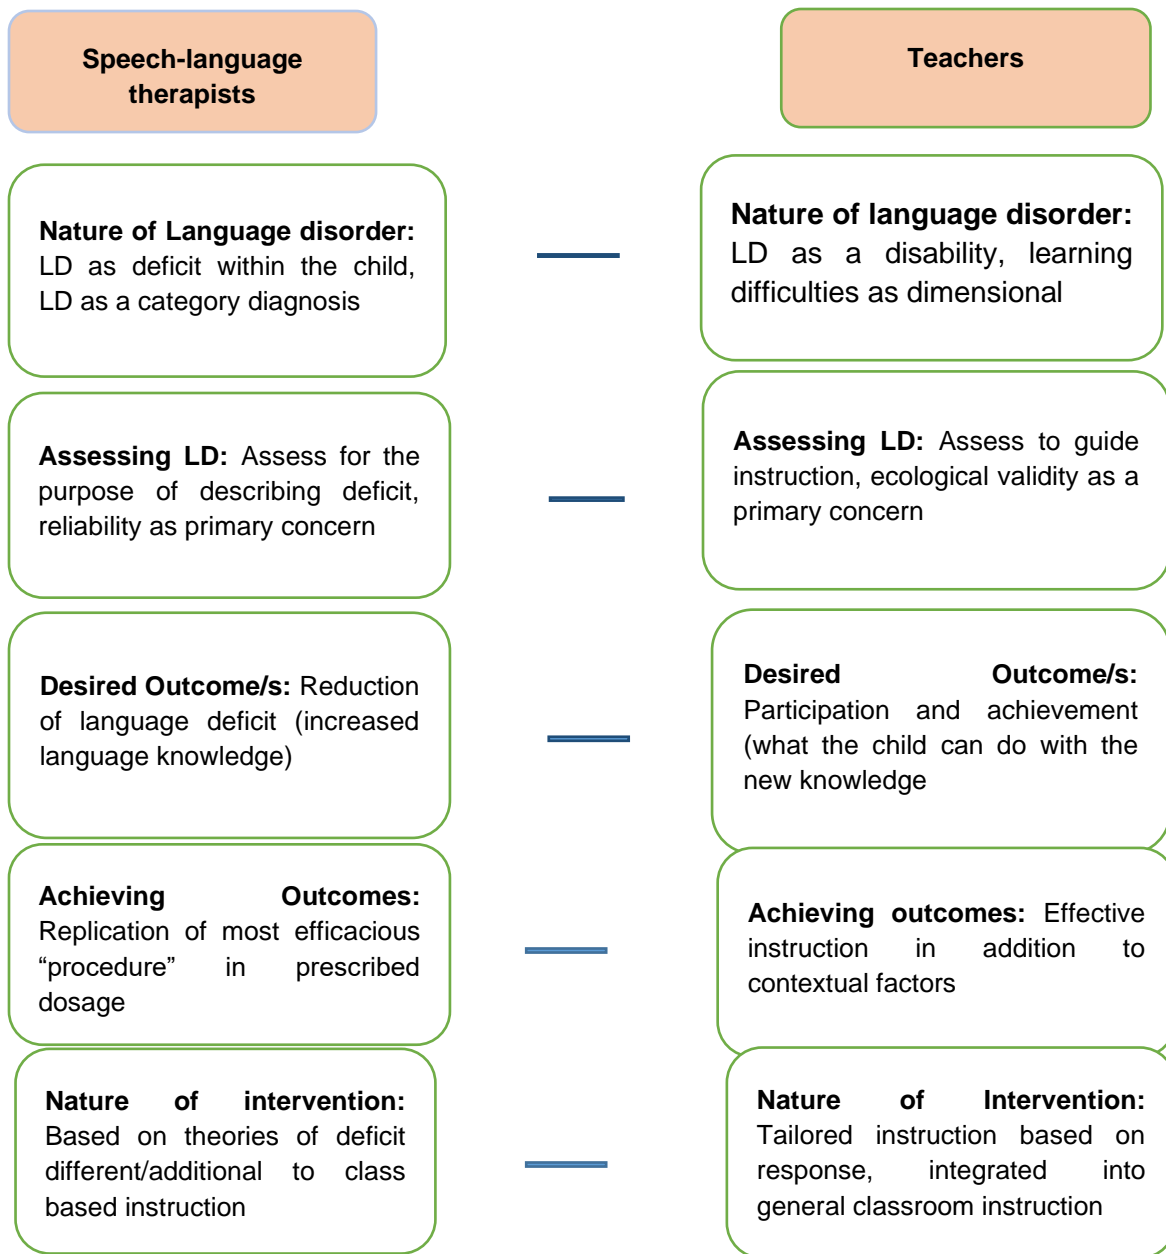 Speech-language
therapists
Teachers
Nature of Language disorder:
LD as deficit within the child,
LD as a category diagnosis
Nature of language disorder:
LD as a disability, learning
difficulties as dimensional
Assessing LD: Assess for the
purpose of describing deficit,
reliability as primary concern
Assessing LD: Assess to guide
instruction, ecological validity as a
primary concern
Desired Outcome/s: Reduction
of language deficit (increased
language knowledge)
Desired Outcome/s:
Participation and achievement
(what the child can do with the
new knowledge
Achieving Outcomes:
Replication of most efficacious
“procedure” in prescribed
dosage
Achieving outcomes: Effective
instruction in addition to
contextual factors
Nature of intervention:
Based on theories of deficit
different/additional to class
based instruction
Nature of Intervention:
Tailored instruction based on
response, integrated into
general classroom instruction